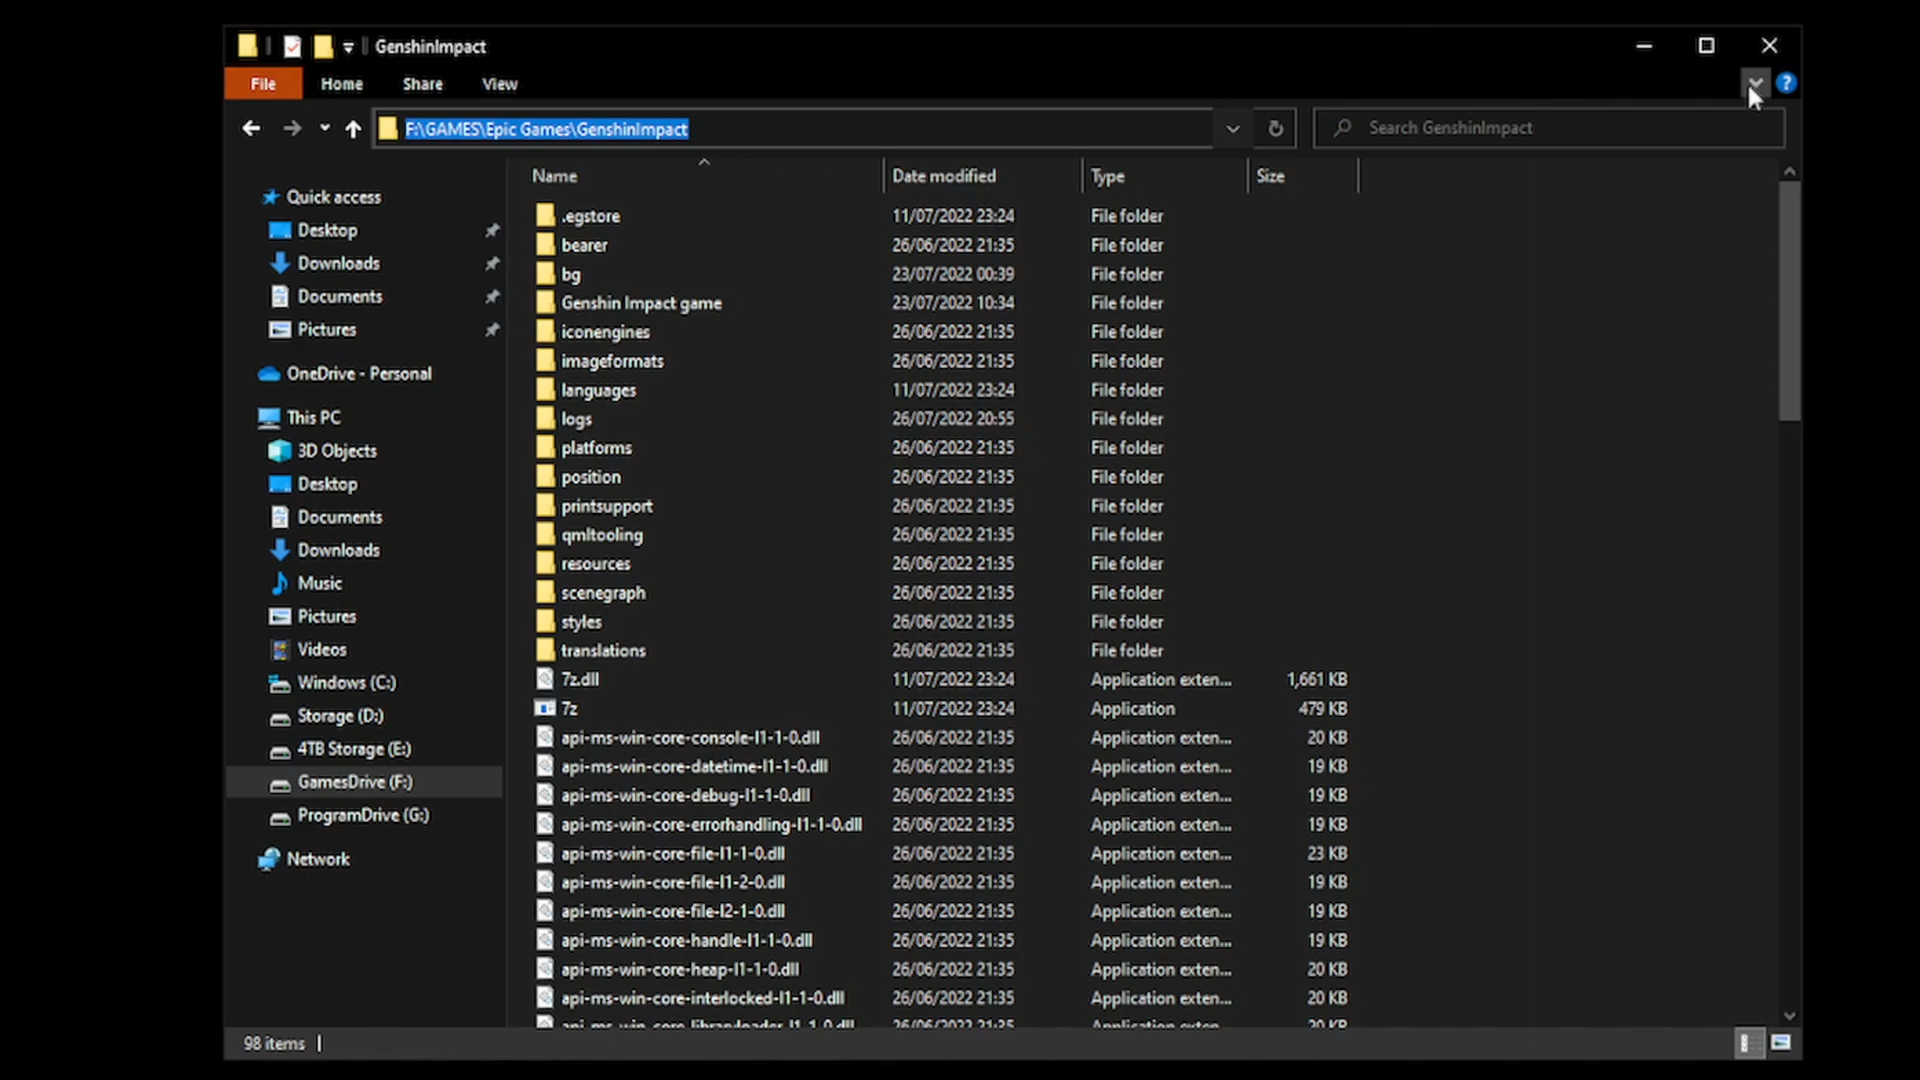 GenshinImpact
File Home Share View
?
F:\GAMES\Epic Games\GenshinImpact
Search GenshinImpact
Quick access
Desktop
Downloads
Documents
Pictures
OneDrive - Personal
This PC
3D Objects
Desktop
Documents
Downloads
Music
Pictures
Videos
Windows (C:)
Storage (D:)
4TB Storage (E:)
GamesDrive (F:)
ProgramDrive (G:)
Network
Name Date modified Type Size
.egstore 11/07/2022 23:24 File folder
bearer 26/06/2022 21:35 File folder
bg 23/07/2022 00:39 File folder
Genshin Impact game 23/07/2022 10:34 File folder
iconengines 26/06/2022 21:35 File folder
imageformats 26/06/2022 21:35 File folder
languages 11/07/2022 23:24 File folder
logs 26/07/2022 20:55 File folder
platforms 26/06/2022 21:35 File folder
position 26/06/2022 21:35 File folder
printsupport 26/06/2022 21:35 File folder
qmltooling 26/06/2022 21:35 File folder
resources 26/06/2022 21:35 File folder
scenegraph 26/06/2022 21:35 File folder
styles 26/06/2022 21:35 File folder
translations 26/06/2022 21:35 File folder
7z.dll 11/07/2022 23:24 Application exten... 1,661 KB
7z 11/07/2022 23:24 Application 479 KB
api-ms-win-core-console-l1-1-0.dll 26/06/2022 21:35 Application exten... 20 KB
api-ms-win-core-datetime-l1-1-0.dll 26/06/2022 21:35 Application exten... 19 KB
api-ms-win-core-debug-l1-1-0.dll 26/06/2022 21:35 Application exten... 19 KB
api-ms-win-core-errorhandling-l1-1-0.dll 26/06/2022 21:35 Application exten... 19 KB
api-ms-win-core-file-l1-1-0.dll 26/06/2022 21:35 Application exten... 23 KB
api-ms-win-core-file-l1-2-0.dll 26/06/2022 21:35 Application exten... 19 KB
api-ms-win-core-file-l2-1-0.dll 26/06/2022 21:35 Application exten... 19 KB
api-ms-win-core-handle-l1-1-0.dll 26/06/2022 21:35 Application exten... 19 KB
api-ms-win-core-heap-l1-1-0.dll 26/06/2022 21:35 Application exten... 20 KB
api-ms-win-core-interlocked-l1-1-0.dll 26/06/2022 21:35 Application exten... 20 KB
api-ms-win-core-libraryloader-l1-1-0.dll 26/06/2022 21:35 Application exten... 20 KB
98 items